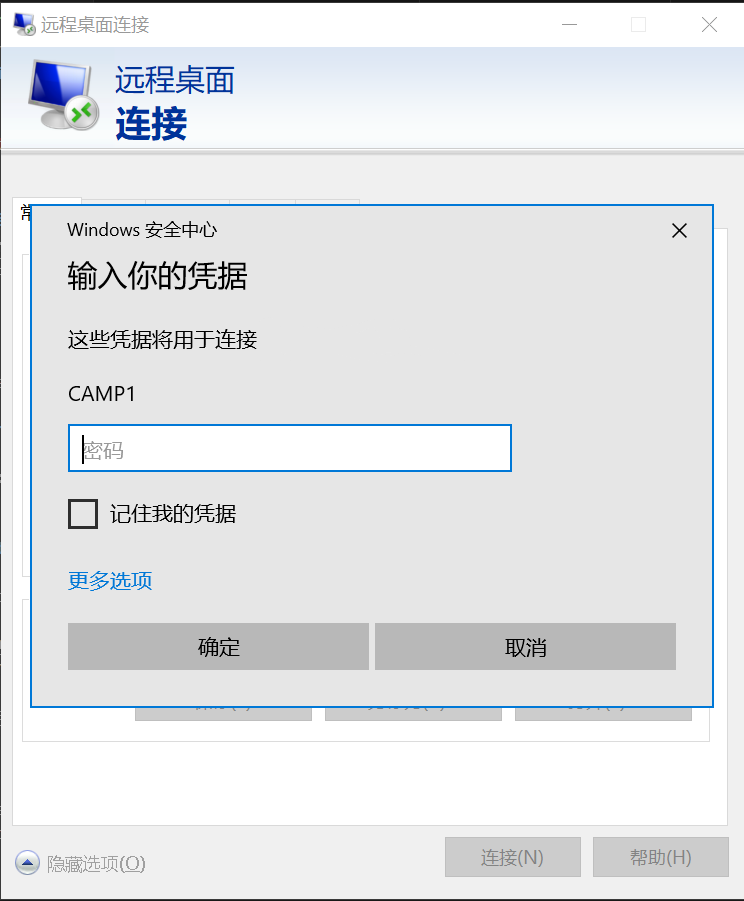 远程桌面连接
远程桌面
连接
常
Windows 安全中心
输入你的凭据
这些凭据将用于连接
CAMP1
密码
记住我的凭据
更多选项
确定
取消
隐藏选项(O)
连接(N)
帮助(H)